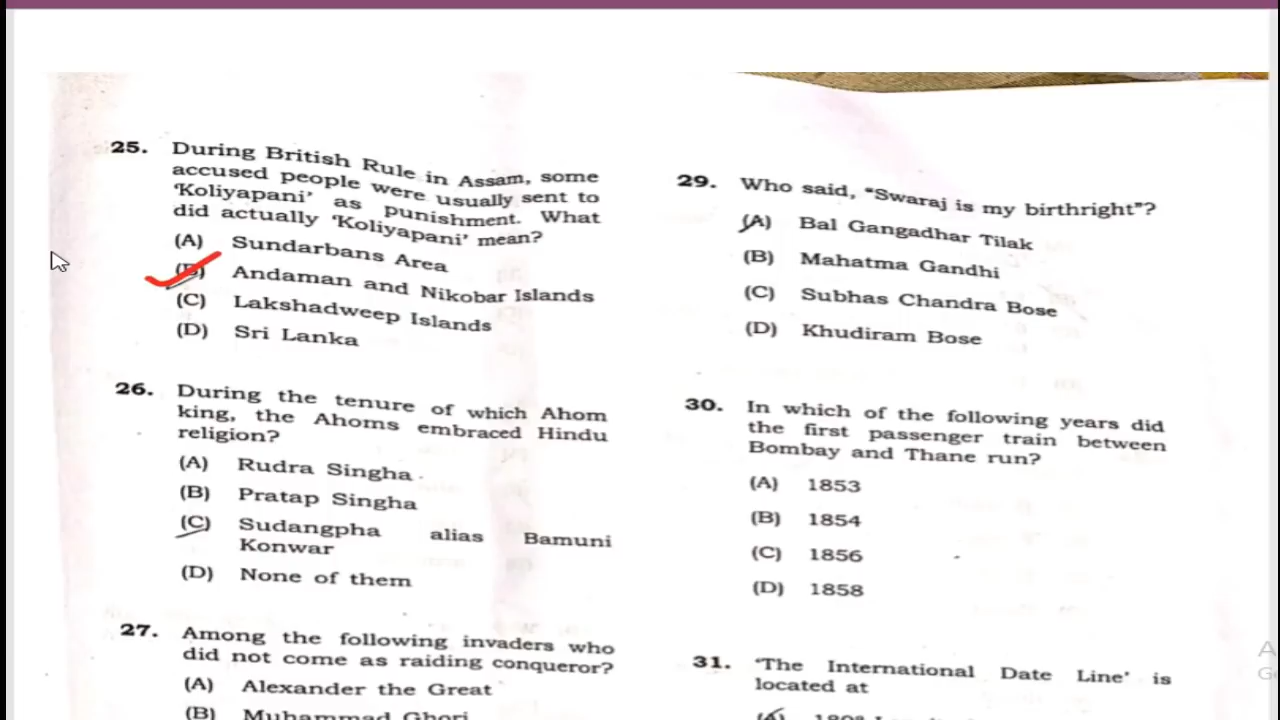 25. During British Rule in Assam, some
accused people were usually sent to
'Koliyapani' as punishment. What
did actually 'Koliyapani' mean?
(A) Sundarbans Area
(B) Andaman and Nikobar Islands
(C) Lakshadweep Islands
(D) Sri Lanka
26. During the tenure of which Ahom
king, the Ahoms embraced Hindu
religion?
(A) Rudra Singha
(B) Pratap Singha
(C) Sudangpha alias Bamuni
Konwar
(D) None of them
27. Among the following invaders who
did not come as raiding conqueror?
(A) Alexander the Great
(B) Muhammad Ghori
29. Who said, "Swaraj is my birthright"?
(A) Bal Gangadhar Tilak
(B) Mahatma Gandhi
(C) Subhas Chandra Bose
(D) Khudiram Bose
30. In which of the following years did
the first passenger train between
Bombay and Thane run?
(A) 1853
(B) 1854
(C) 1856
(D) 1858
31. 'The International Date Line' is
located at
(A)